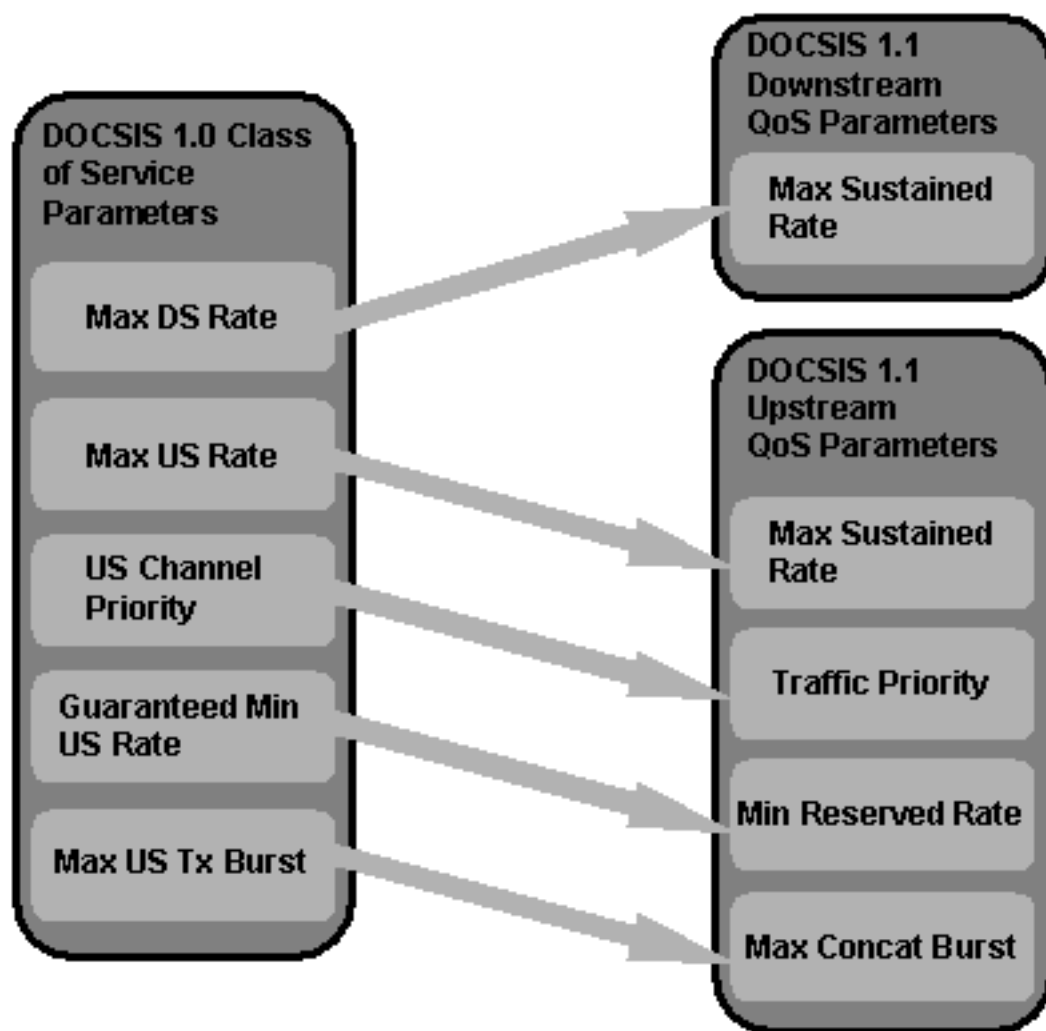 DOCSIS 1.0 Class
of Service
Parameters
Max DS Rate
Max US Rate
US Channel
Priority
Guaranteed Min
US Rate
Max US Tx Burst
DOCSIS 1.1
Downstream
QoS Parameters
Max Sustained
Rate
DOCSIS 1.1
Upstream
QoS Parameters
Max Sustained
Rate
Traffic Priority
Min Reserved Rate
Max Concat Burst